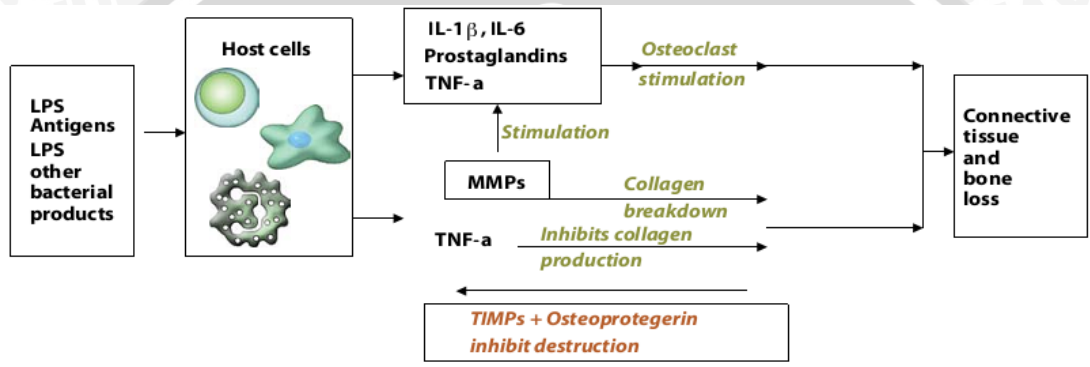 LPS
Antigens
LPS
other
bacterial
products
Host cells
IL-1β, IL-6
Prostaglandins
TNF-a
Osteoclast
stimulation
Stimulation
MMPs
Collagen
breakdown
TNF-a
Inhibits collagen
production
TIMPs + Osteoprotegerin
inhibit destruction
Connective
tissue
and
bone
loss